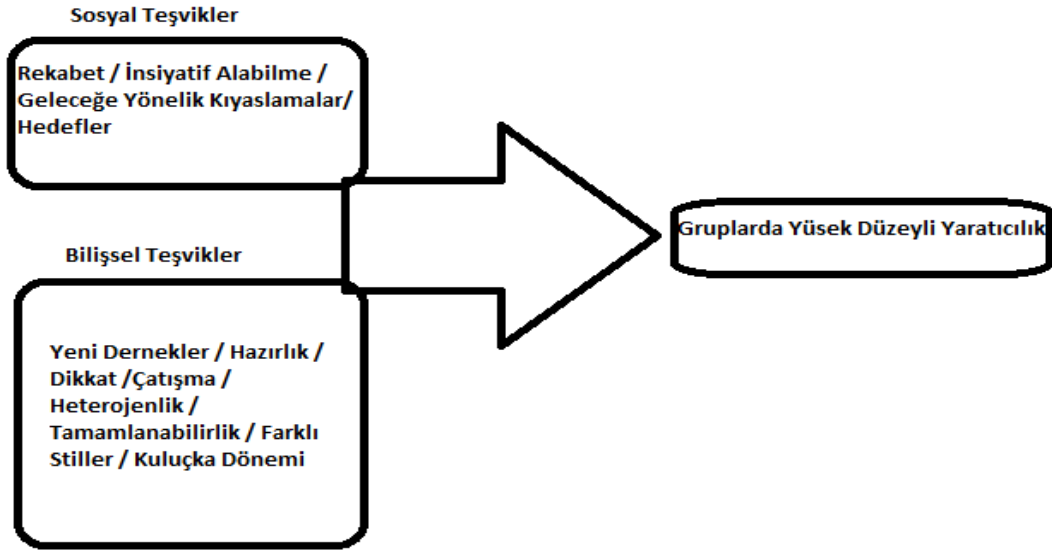 Sosyal Teşvikler
Rekabet / İnsiyatif Alabilme /
Geleceğe Yönelik Kıyaslamalar/
Hedefler
Gruplarda Yüsek Düzeyli Yaratıcılık
Bilişsel Teşvikler
Yeni Dernekler / Hazırlık /
Dikkat /Çatışma /
Heterojenlik /
Tamamlanabilirlik / Farklı
Stiller / Kuluçka Dönemi